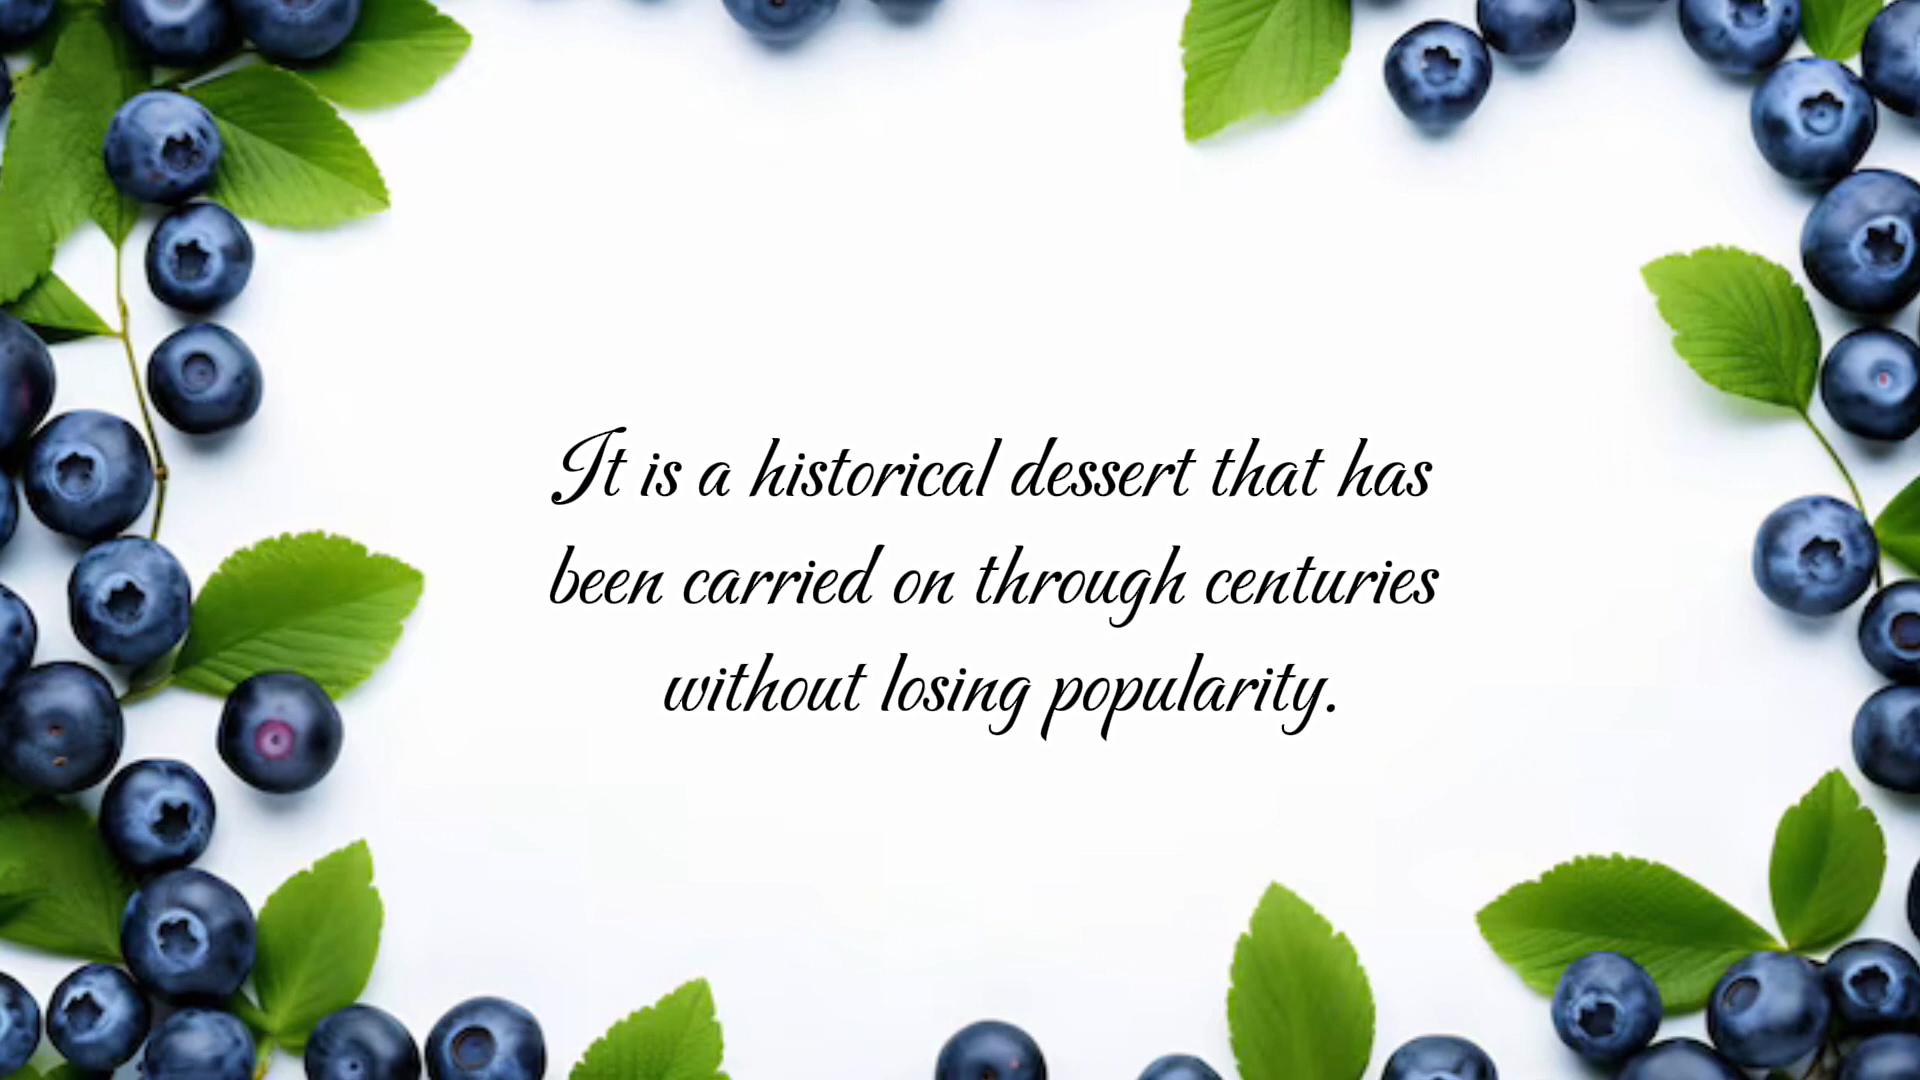 It is a historical dessert that has
been carried on through centuries
without losing popularity.